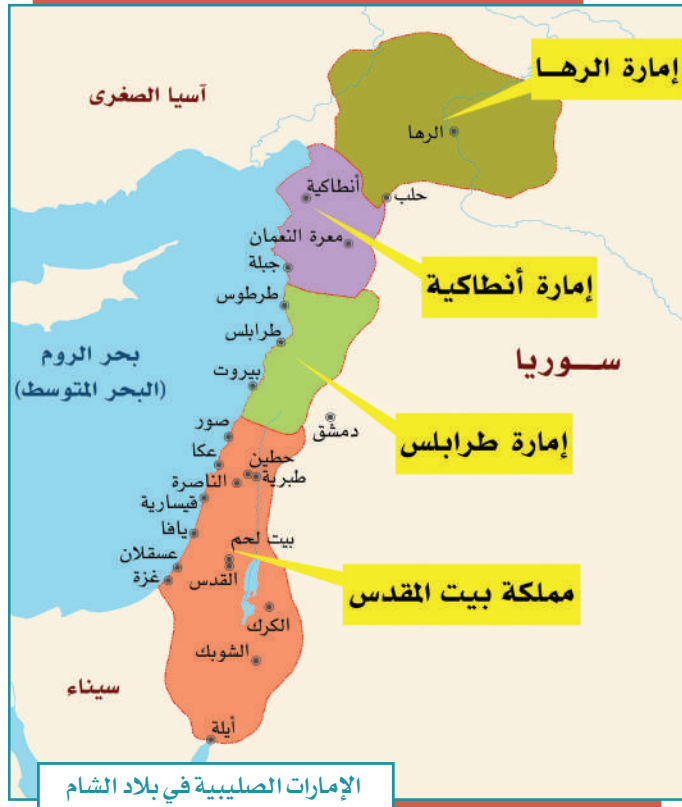 إمارة الرهــا
آسيا الصغرى
الرها
أنطاكية
حلب
معرة النعمان
جبلة
إمارة أنطاكية
طرطوس
طرابلس
بحر الروم
(البحر المتوسط)
ســوريا
بيروت
دمشق
إمارة طرابلس
صور
عكا
حطين
طبرية
الناصرة
قيسارية
يافا
بيت لحم
عسقلان
غزة
القدس
مملكة بيت المقدس
الكرك
الشوبك
سيناء
أيلة
الإمارات الصليبية في بلاد الشام